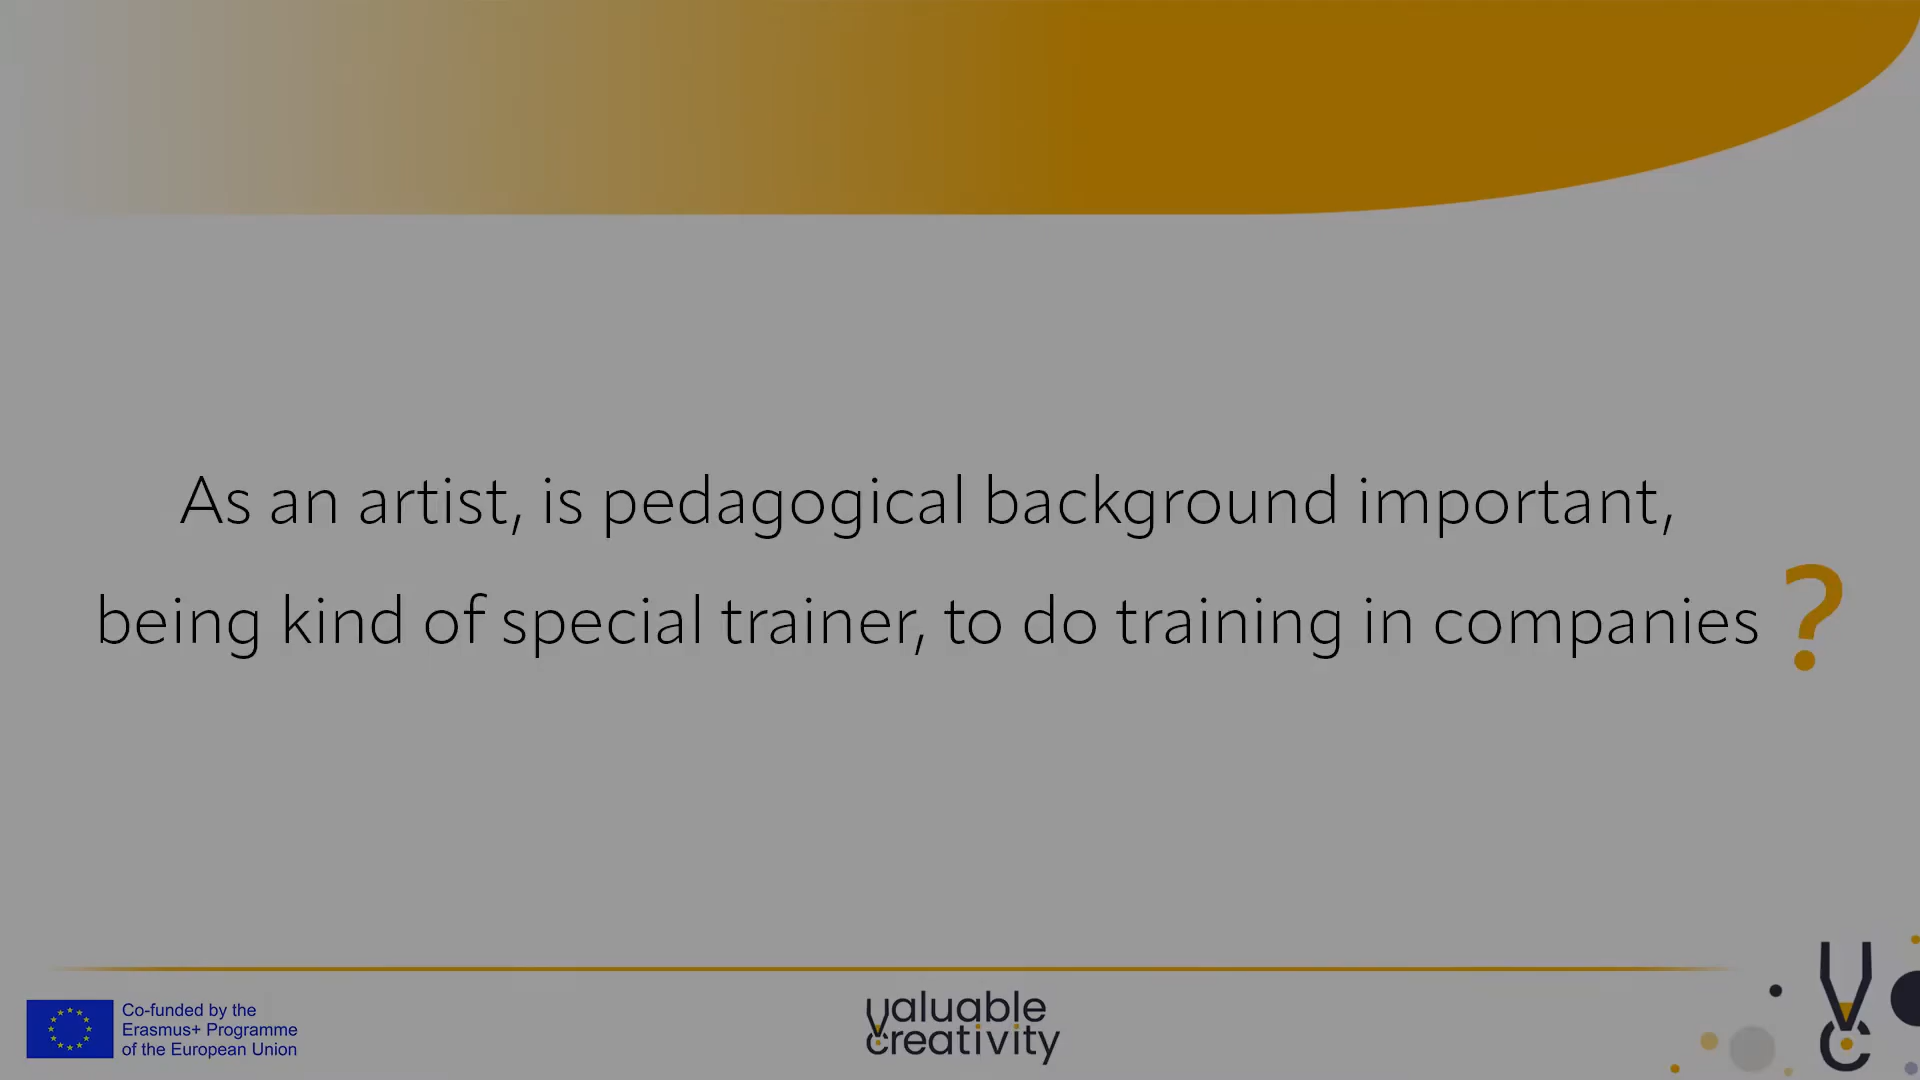 As an artist, is pedagogical background important,
being kind of special trainer, to do training in companies ?
Co-funded by the
Erasmus+ Programme
of the European Union
valuable
creativity
VC